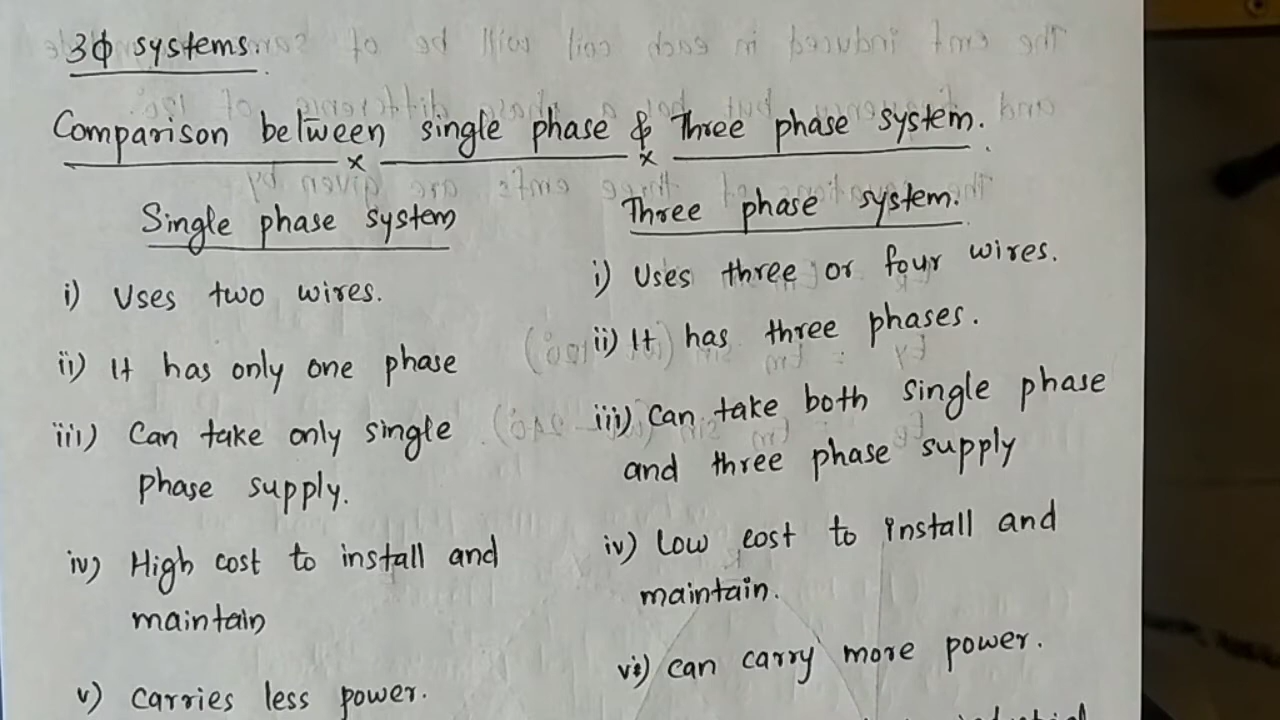 3ϕ systems.
Comparison between single phase & Three phase system.
Single phase system
i) Uses two wires.
ii) It has only one phase
iii) Can take only single
phase supply.
iv) High cost to install and
maintain
v) Carries less power.
Three phase system.
i) Uses three or four wires.
ii) It has three phases.
iii) Can take both single phase
and three phase supply
iv) Low cost to install and
maintain.
v) can carry more power.